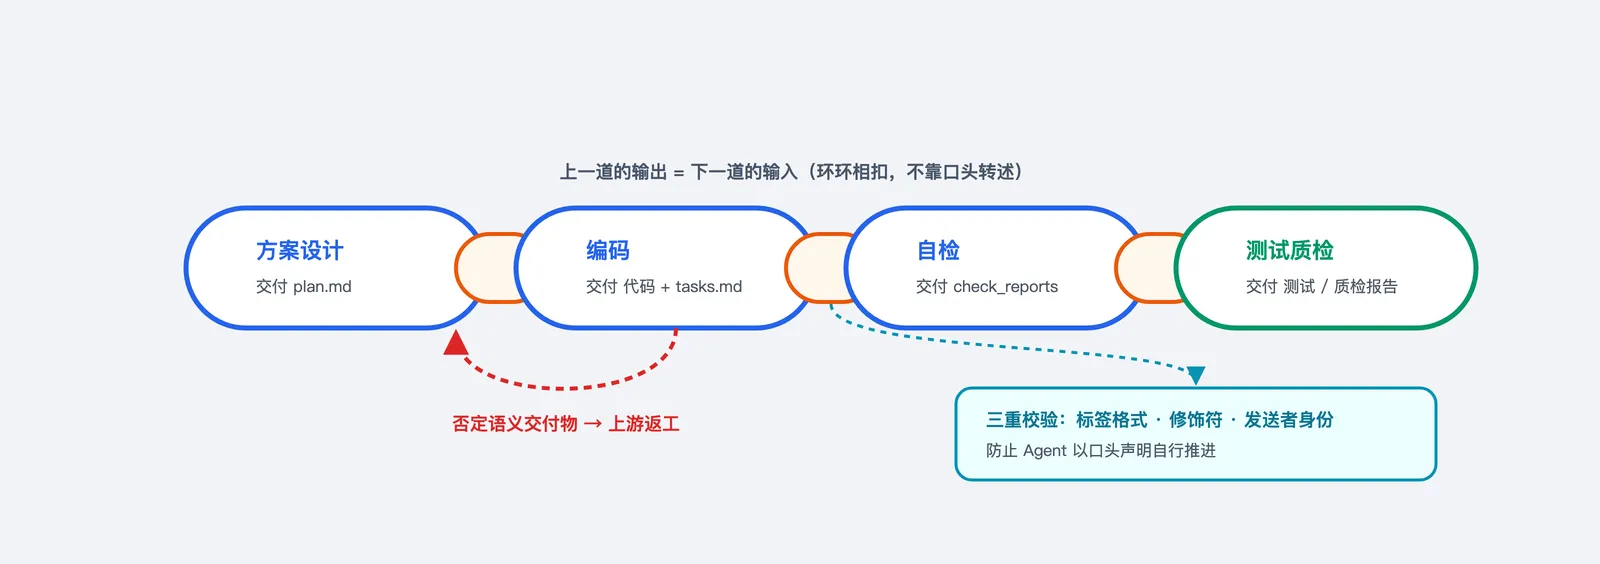 上一道的输出 = 下一道的输入（环环相扣，不靠口头转述）
方案设计
交付 plan.md
编码
交付 代码 + tasks.md
自检
交付 check_reports
测试质检
交付 测试 / 质检报告
否定语义交付物 → 上游返工
三重校验：标签格式 · 修饰符 · 发送者身份
防止 Agent 以口头声明自行推进